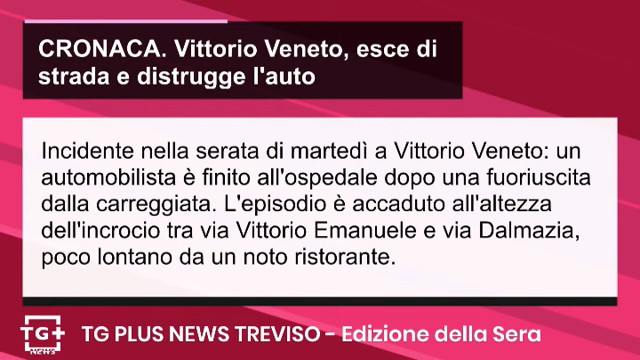 CRONACA. Vittorio Veneto, esce di
strada e distrugge l'auto
Incidente nella serata di martedì a Vittorio Veneto: un
automobilista è finito all'ospedale dopo una fuoriuscita
dalla carreggiata. L'episodio è accaduto all'altezza
dell'incrocio tra via Vittorio Emanuele e via Dalmazia,
poco lontano da un noto ristorante.
TG+
NEWS
TG PLUS NEWS TREVISO - Edizione della Sera